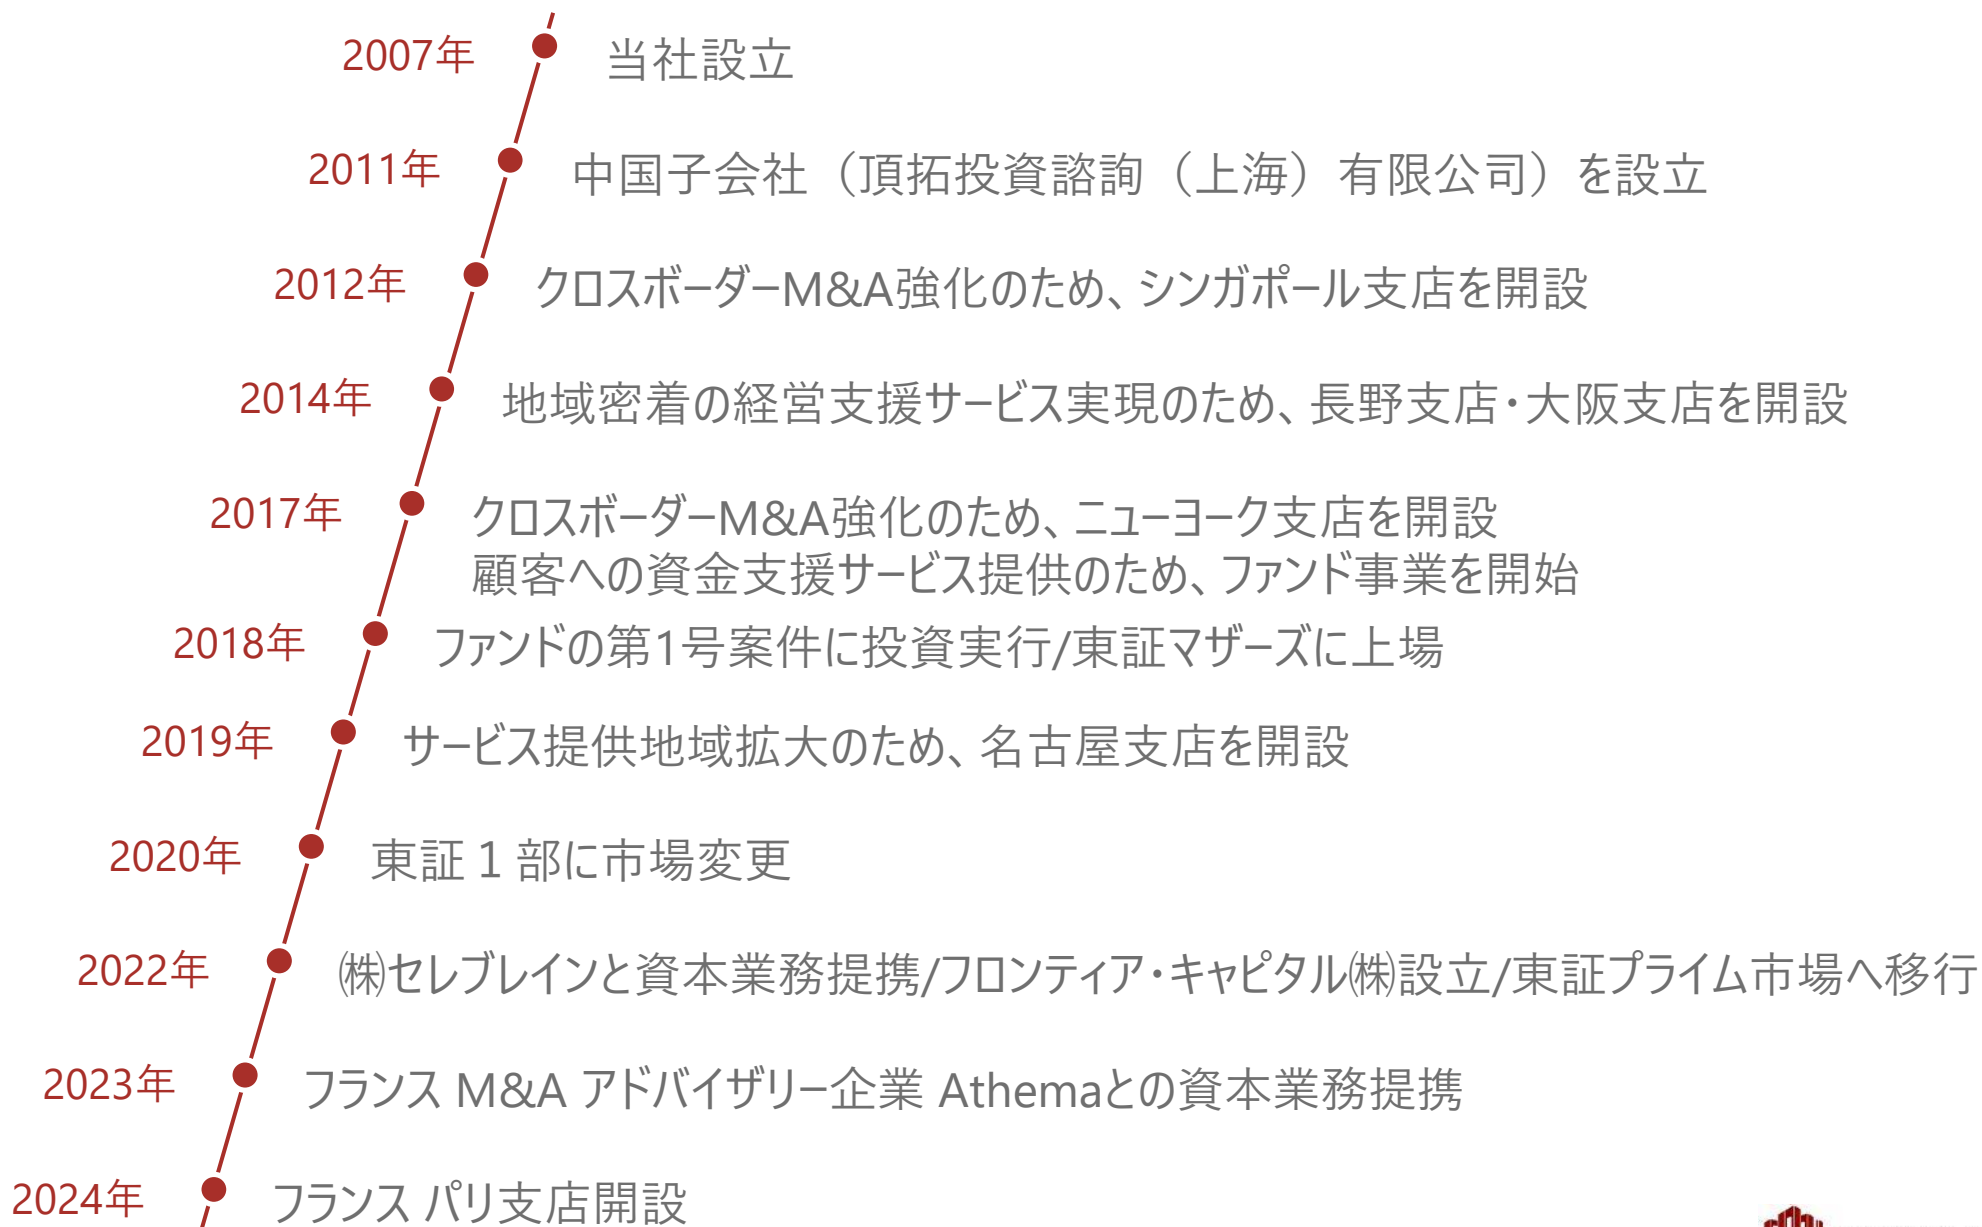 2007年 当社設立
2011年 中国子会社（頂拓投資諮詢（上海）有限公司）を設立
2012年 クロスボーダーM&A強化のため、シンガポール支店を開設
2014年 地域密着の経営支援サービス実現のため、長野支店・大阪支店を開設
2017年 クロスボーダーM&A強化のため、ニューヨーク支店を開設
顧客への資金支援サービス提供のため、ファンド事業を開始
2018年 ファンドの第1号案件に投資実行/東証マザーズに上場
2019年 サービス提供地域拡大のため、名古屋支店を開設
2020年 東証１部に市場変更
2022年 ㈱セレブレインと資本業務提携/フロンティア・キャピタル㈱設立/東証プライム市場へ移行
2023年 フランス M&A アドバイザリー企業 Athemaとの資本業務提携
2024年 フランス パリ支店開設